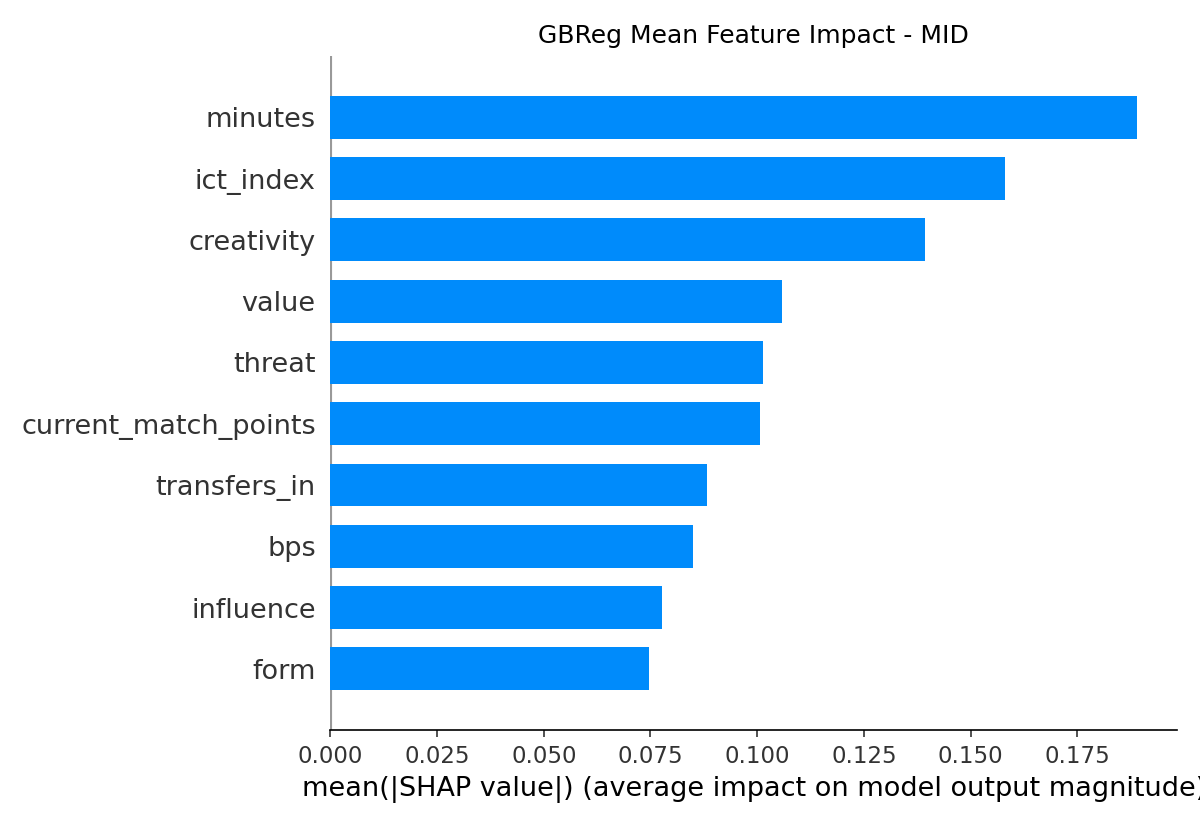 GBReg Mean Feature Impact - MID
minutes
ict_index
creativity
value
threat
current_match_points
transfers_in
bps
influence
form
0.000 0.025 0.050 0.075 0.100 0.125 0.150 0.175
mean(|SHAP value|) (average impact on model output magnitude)